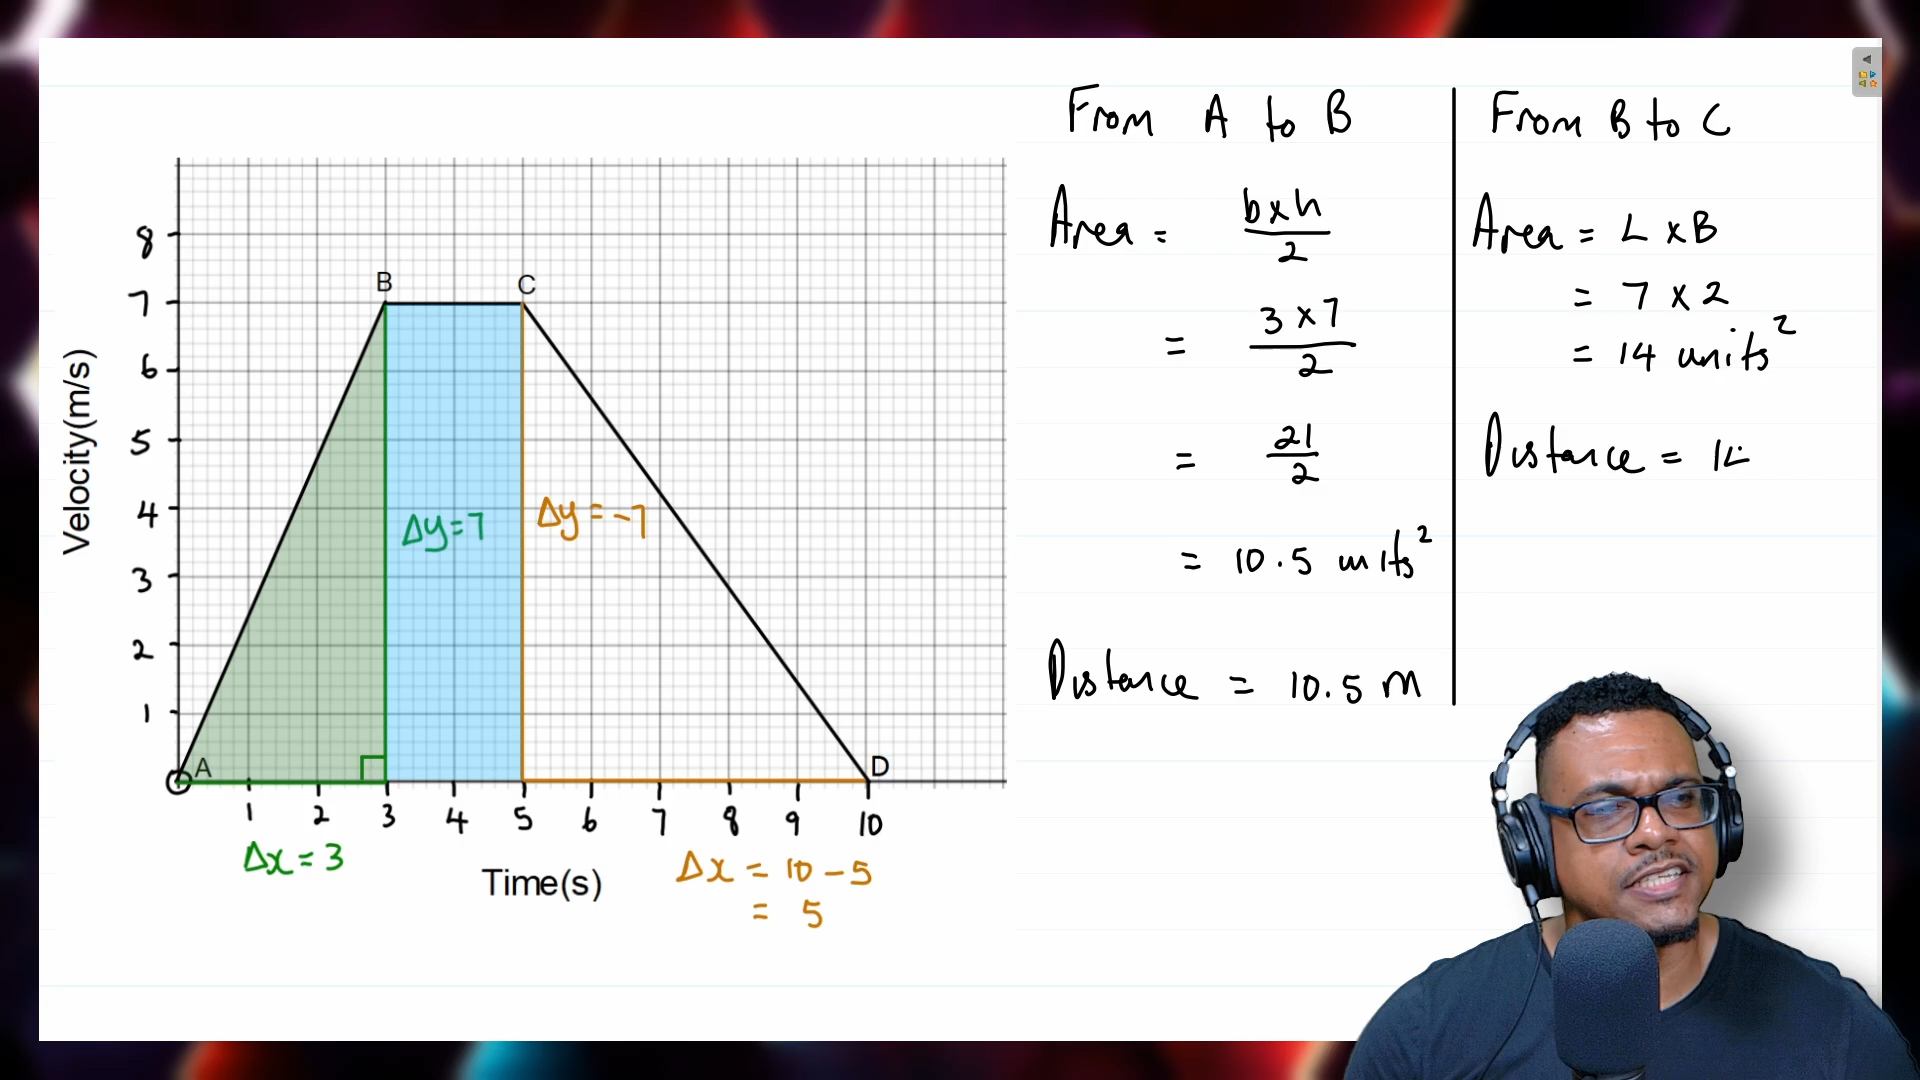 8
7
6
5
4
3
2
1
Velocity(m/s)
B
C
A
D
Δy=7
Δy=-7
1 2 3 4 5 6 7 8 9 10
Δx=3
Time(s)
Δx = 10-5
= 5
From A to B
Area = b×h
2
= 3×7
2
= 21
2
= 10.5 units²
Distance = 10.5 m
From B to C
Area = L×B
= 7×2
= 14 units²
Distance =